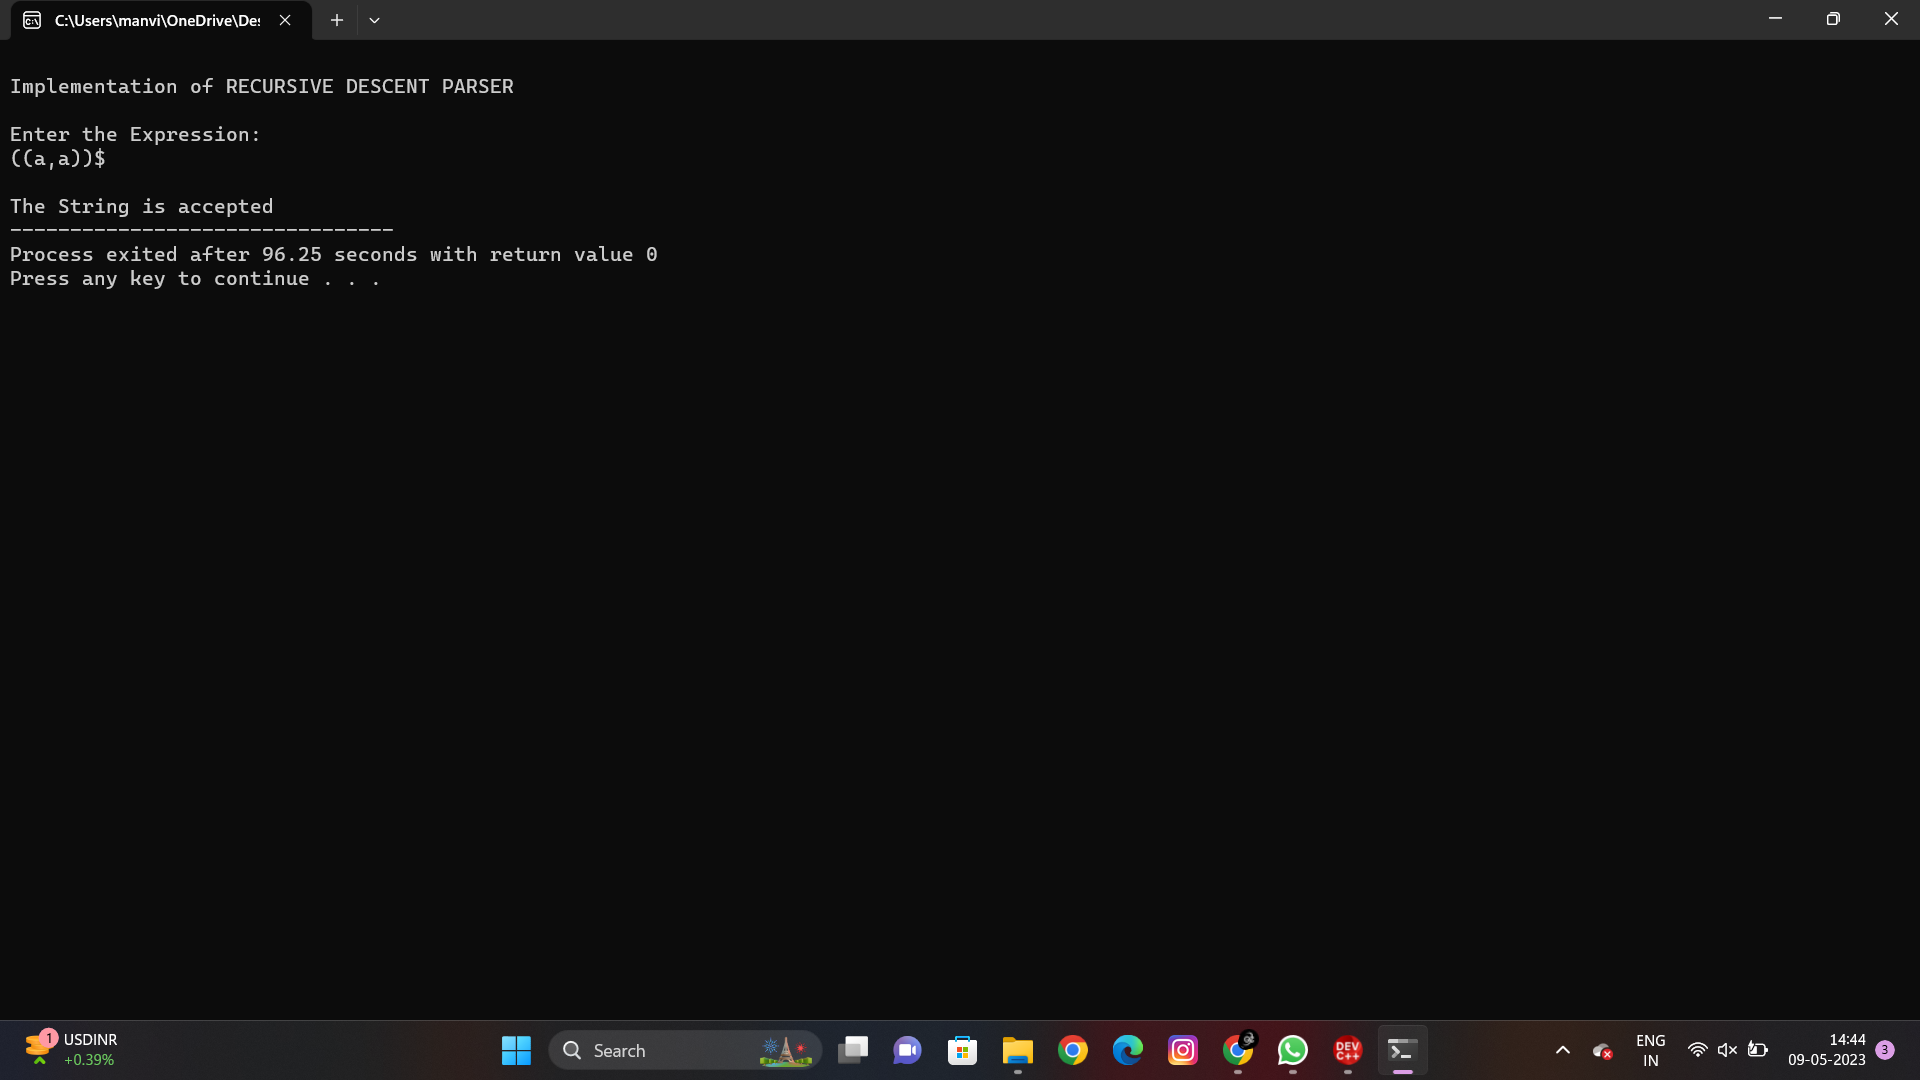 C:\Users\manvi\OneDrive\Des
Implementation of RECURSIVE DESCENT PARSER
Enter the Expression:
((a,a))$
The String is accepted
--------------------------------
Process exited after 96.25 seconds with return value 0
Press any key to continue . . .
1
USDINR
+0.39%
Search
DEV
C++
ENG
IN
14:44
09-05-2023
3